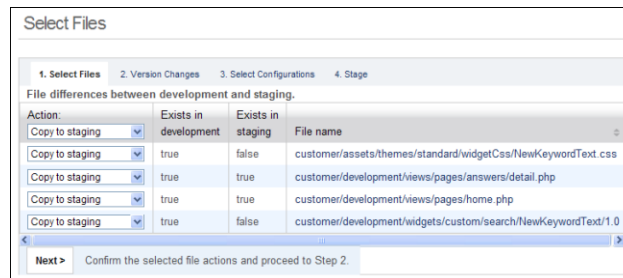 Select Files
1. Select Files 2. Version Changes 3. Select Configurations 4. Stage
File differences between development and staging.
Action: Exists in development Exists in staging File name
Copy to staging
Copy to staging true false customer/assets/themes/standard/widgetCss/NewKeywordText.css
Copy to staging true true customer/development/views/pages/answers/detail.php
Copy to staging true true customer/development/views/pages/home.php
Copy to staging true false customer/development/widgets/custom/search/NewKeywordText/1.0
Next > Confirm the selected file actions and proceed to Step 2.